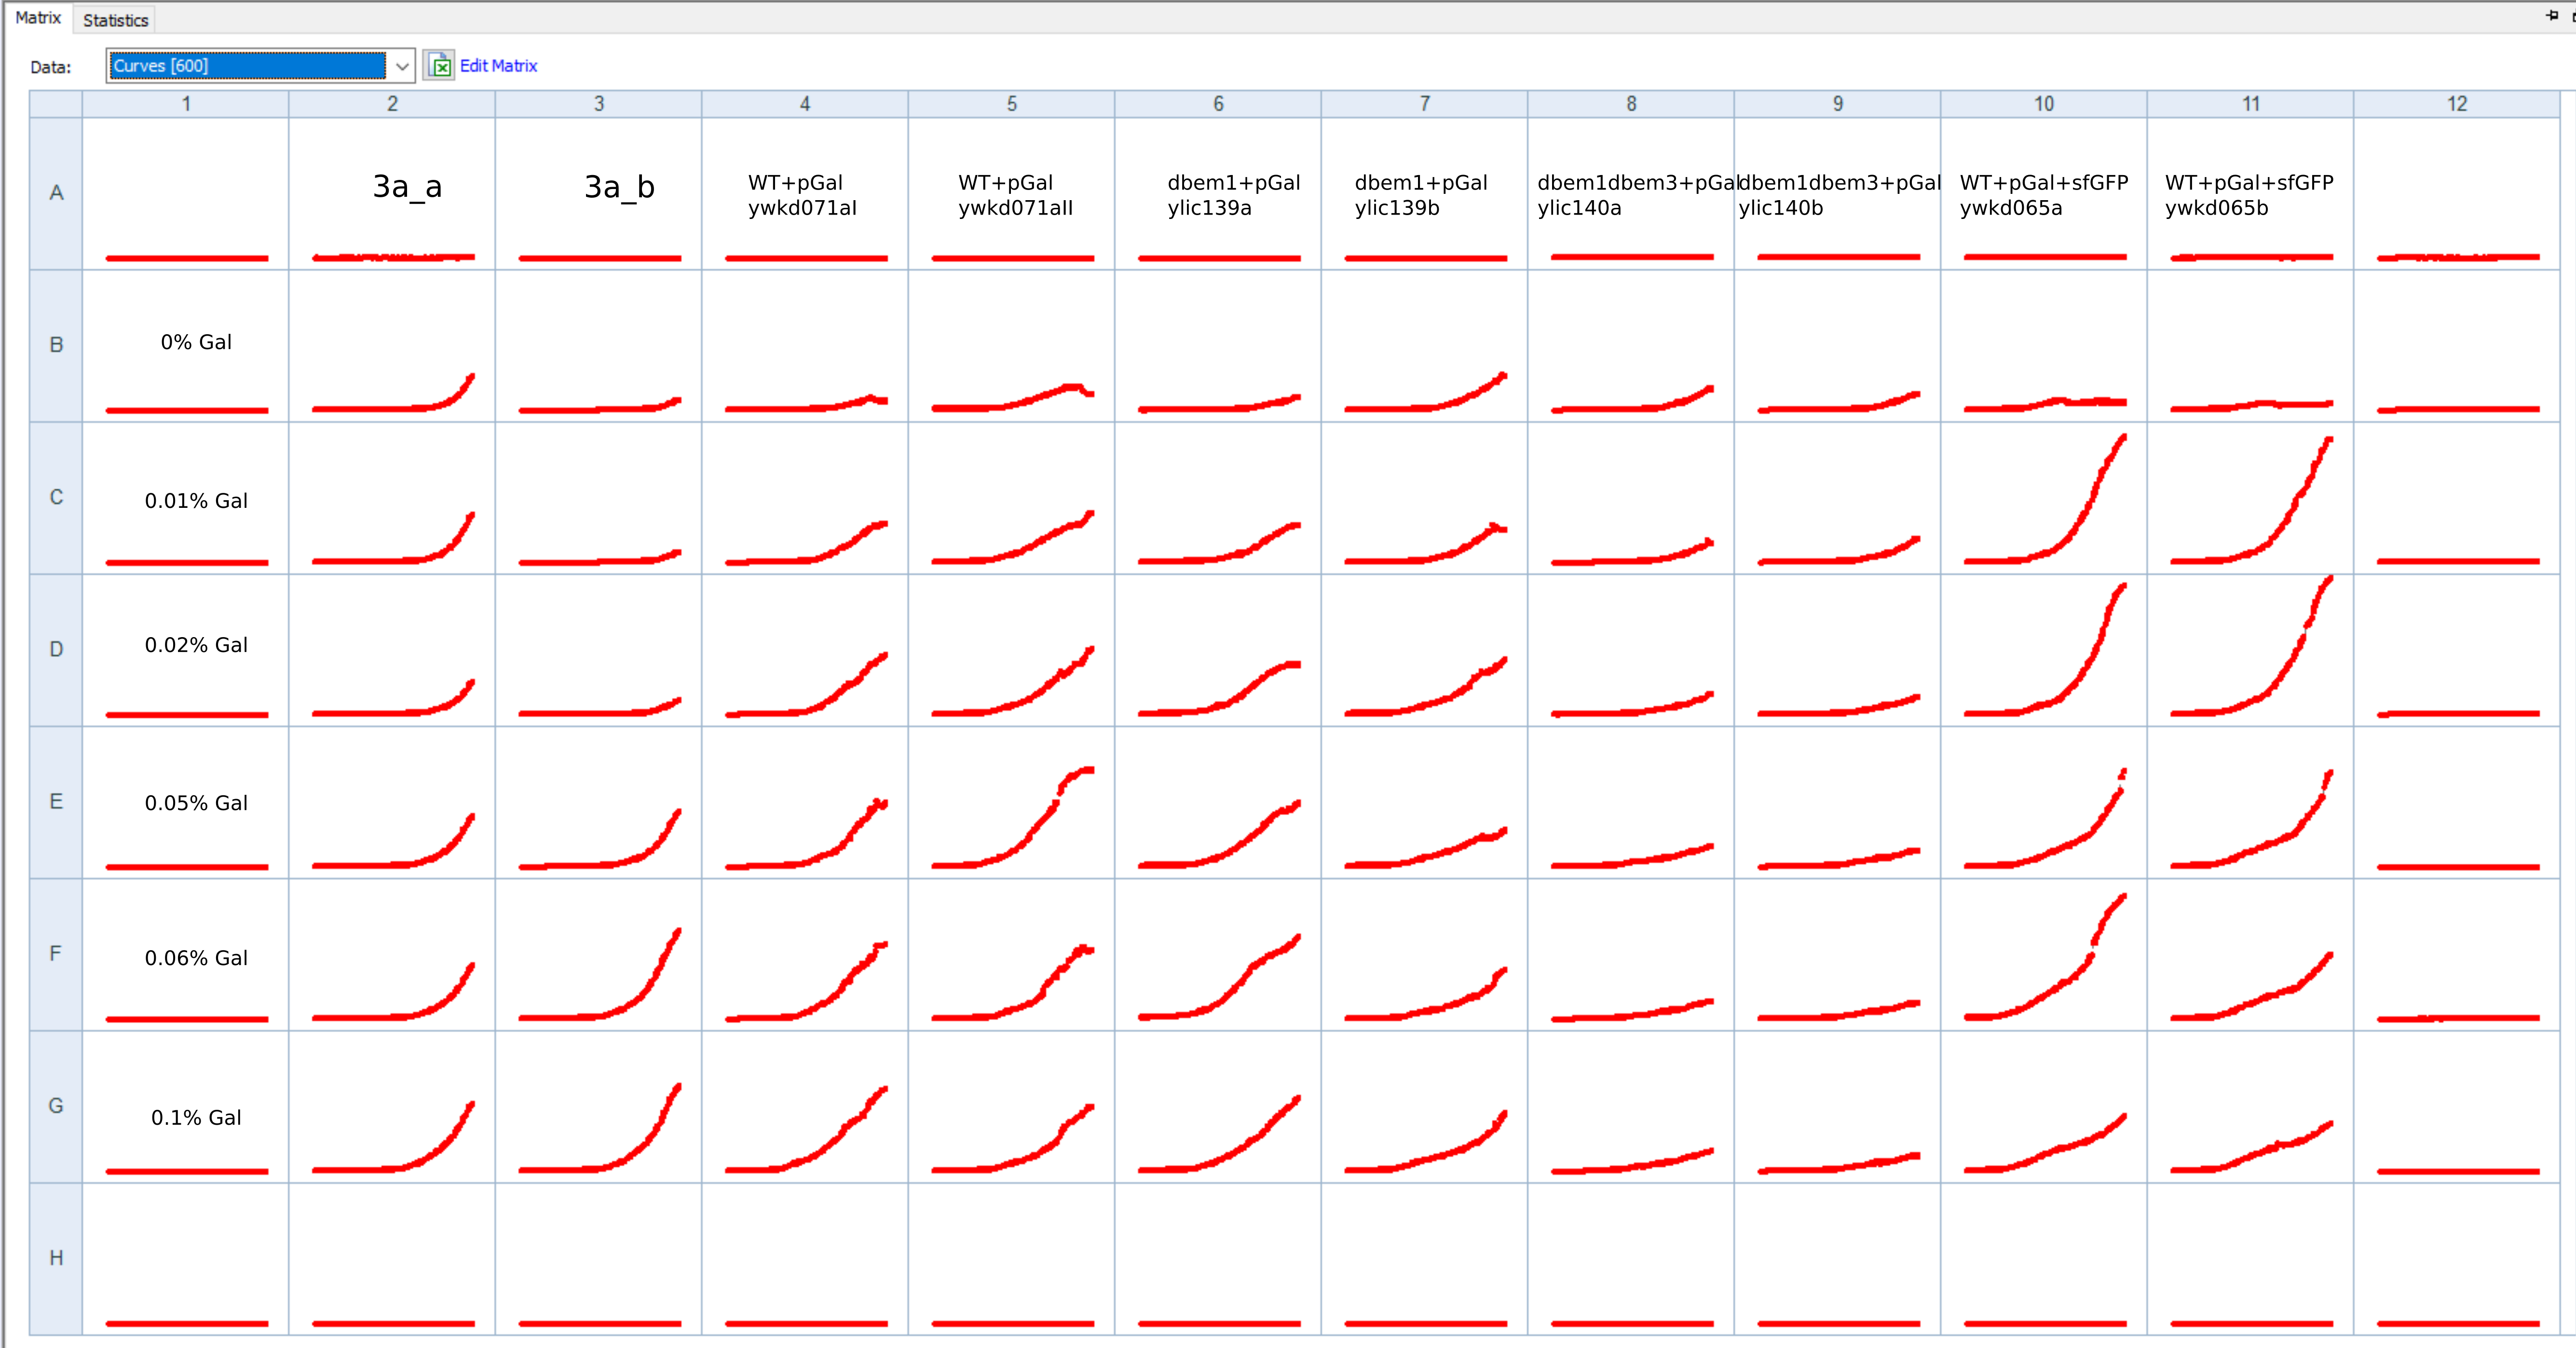 Matrix Statistics
Data: Curves [600] Edit Matrix
1 2 3 4 5 6 7 8 9 10 11 12
A
3a_a
3a_b
WT+pGal
ywkd071aI
WT+pGal
ywkd071aII
dbem1+pGal
ylic139a
dbem1+pGal
ylic139b
dbem1dbem3+pGal
ylic140a
dbem1dbem3+pGal
ylic140b
WT+pGal+sfGFP
ywkd065a
WT+pGal+sfGFP
ywkd065b
B 0% Gal
C 0.01% Gal
D 0.02% Gal
E 0.05% Gal
F 0.06% Gal
G 0.1% Gal
H